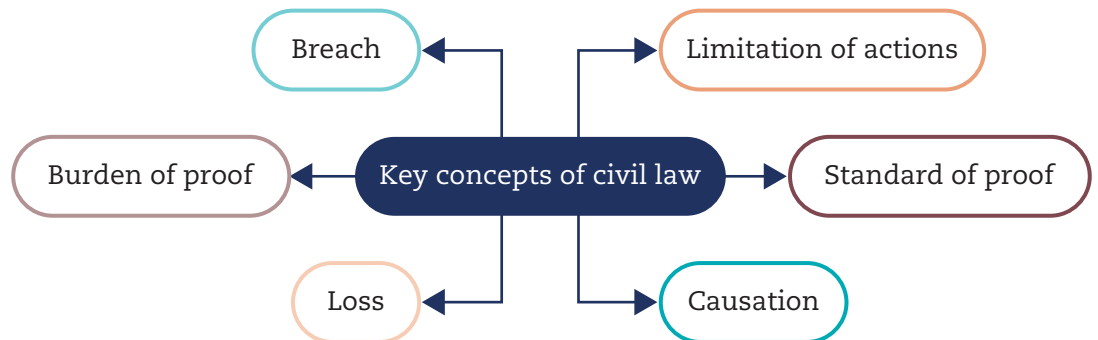 Breach
Limitation of actions
Burden of proof
Key concepts of civil law
Standard of proof
Loss
Causation